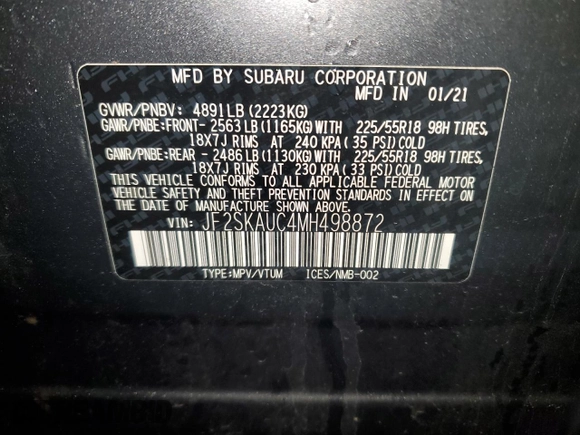 MFD BY SUBARU CORPORATION
MFD IN 01/21
GVWR/PNBV: 4891LB (2223KG)
GAWR/PNBE:FRONT- 2563LB (1165KG)WITH 225/55R18 98H TIRES,
18X7J RIMS AT 240 KPA (35 PSI)COLD
GAWR/PNBE:REAR - 2486LB (1130KG)WITH 225/55R18 98H TIRES,
18X7J RIMS AT 230 KPA (33 PSI)COLD
THIS VEHICLE CONFORMS TO ALL APPLICABLE FEDERAL MOTOR
VEHICLE SAFETY AND THEFT PREVENTION STANDARDS IN EFFECT ON
THE DATE OF MANUFACTURE SHOWN ABOVE.
VIN: JF2SKAUC4MH498872
TYPE:MPV/VTUM ICES/NMB-002